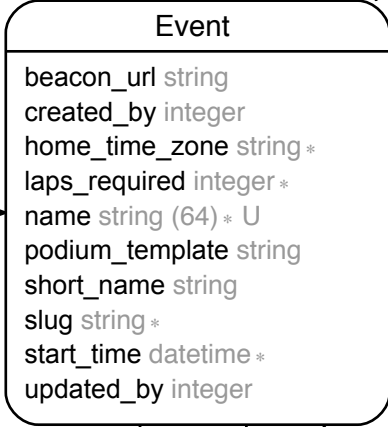 Event
beacon_url string
created_by integer
home_time_zone string *
laps_required integer *
name string (64) * U
podium_template string
short_name string
slug string *
start_time datetime *
updated_by integer